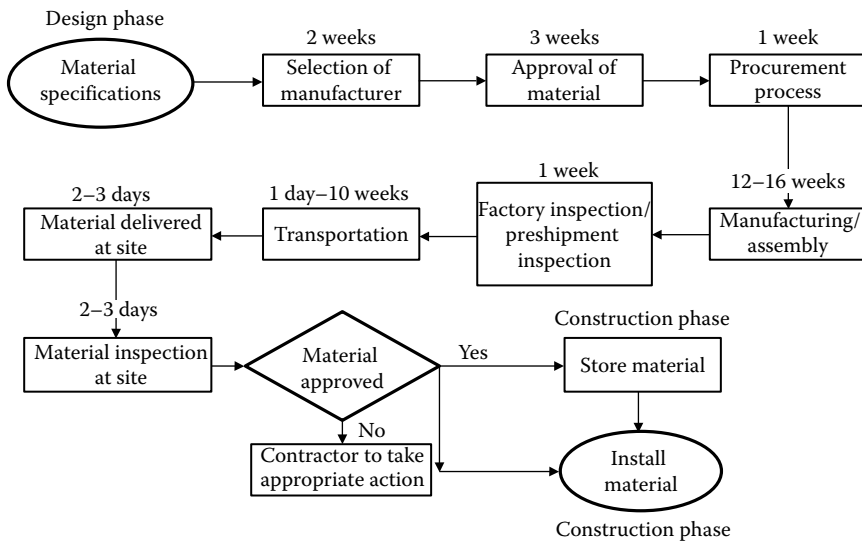 Design phase
Material
specifications
2 weeks
Selection of
manufacturer
3 weeks
Approval of
material
1 week
Procurement
process
12–16 weeks
Manufacturing/
assembly
1 week
Factory inspection/
preshipment
inspection
1 day–10 weeks
Transportation
2–3 days
Material delivered
at site
2–3 days
Material inspection
at site
Material
approved
Yes
No
Contractor to take
appropriate action
Construction phase
Store material
Install
material
Construction phase